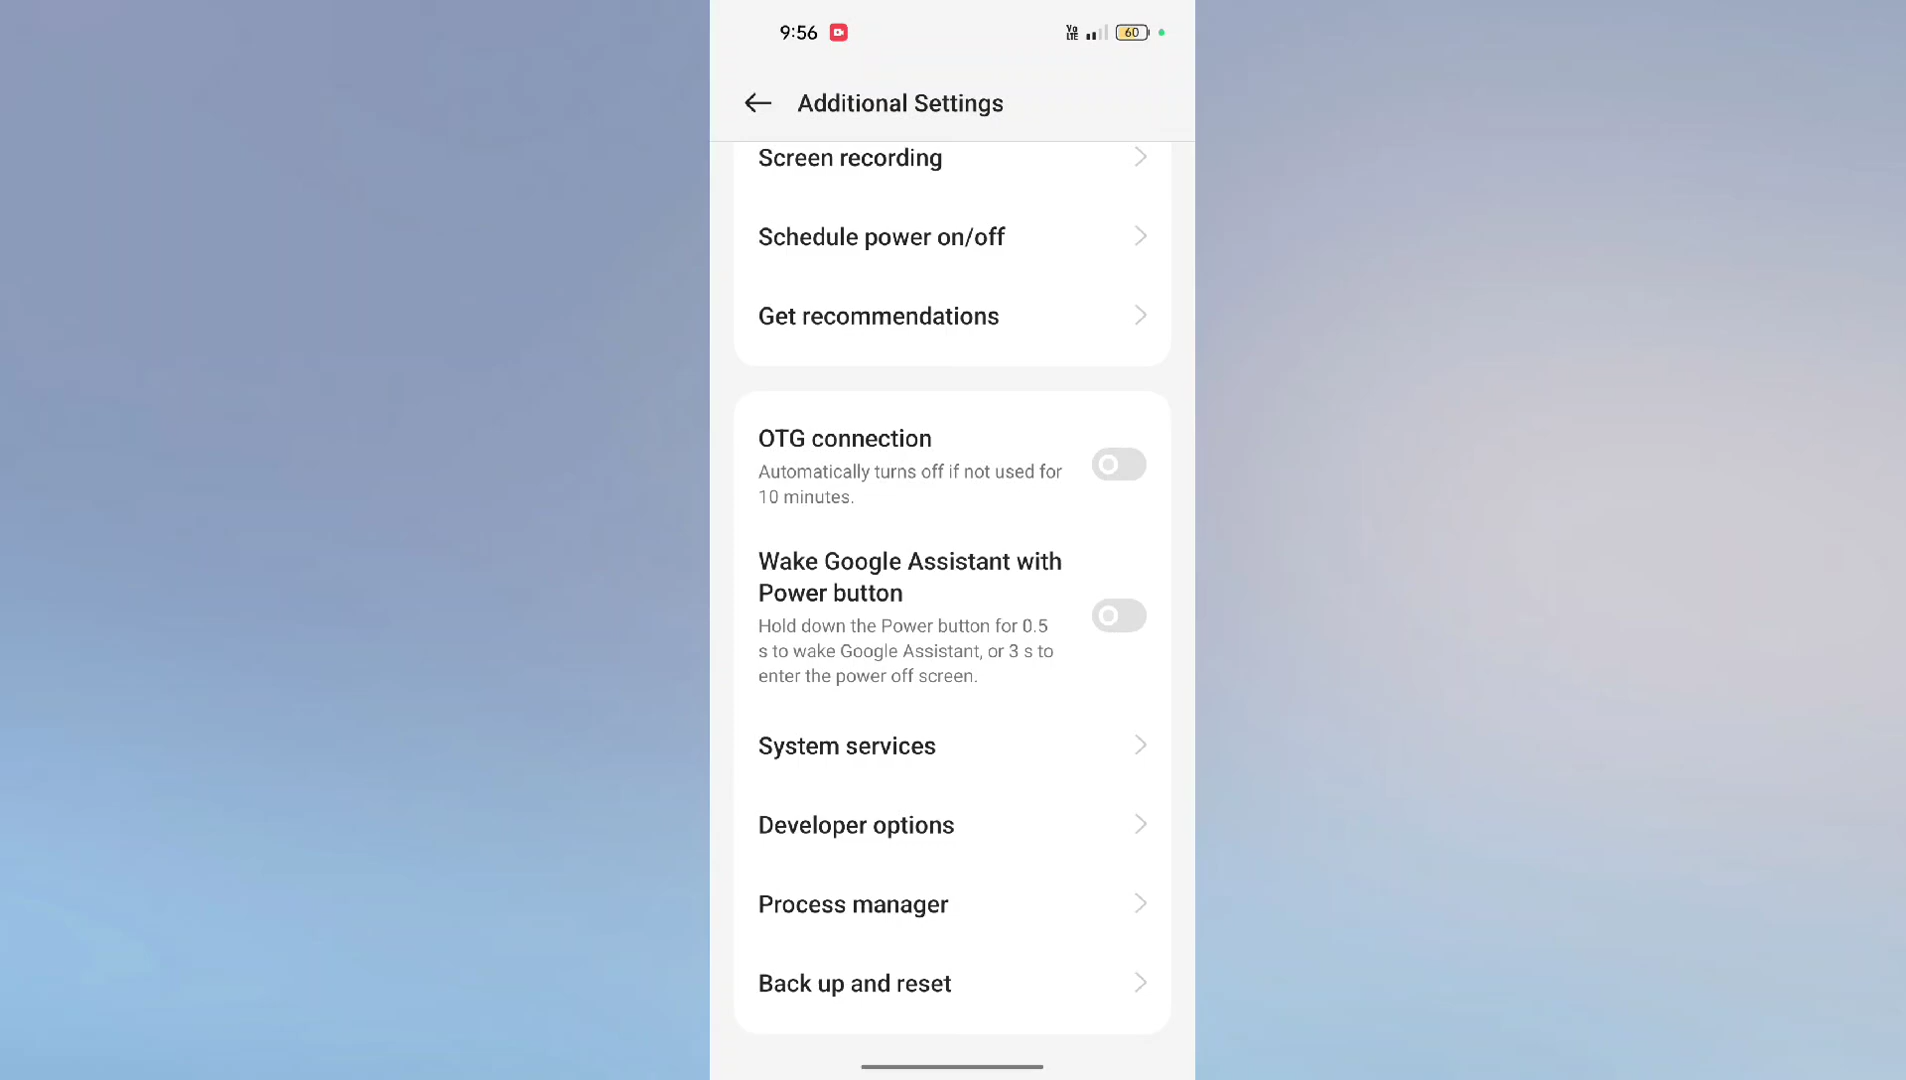 9:56
Vo
LTE
60
Additional Settings
Screen recording
Schedule power on/off
Get recommendations
OTG connection
Automatically turns off if not used for
10 minutes.
Wake Google Assistant with
Power button
Hold down the Power button for 0.5
s to wake Google Assistant, or 3 s to
enter the power off screen.
System services
Developer options
Process manager
Back up and reset